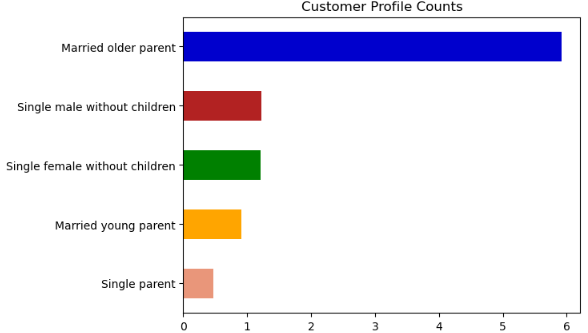 Customer Profile Counts
Married older parent
Single male without children
Single female without children
Married young parent
Single parent
0 1 2 3 4 5 6